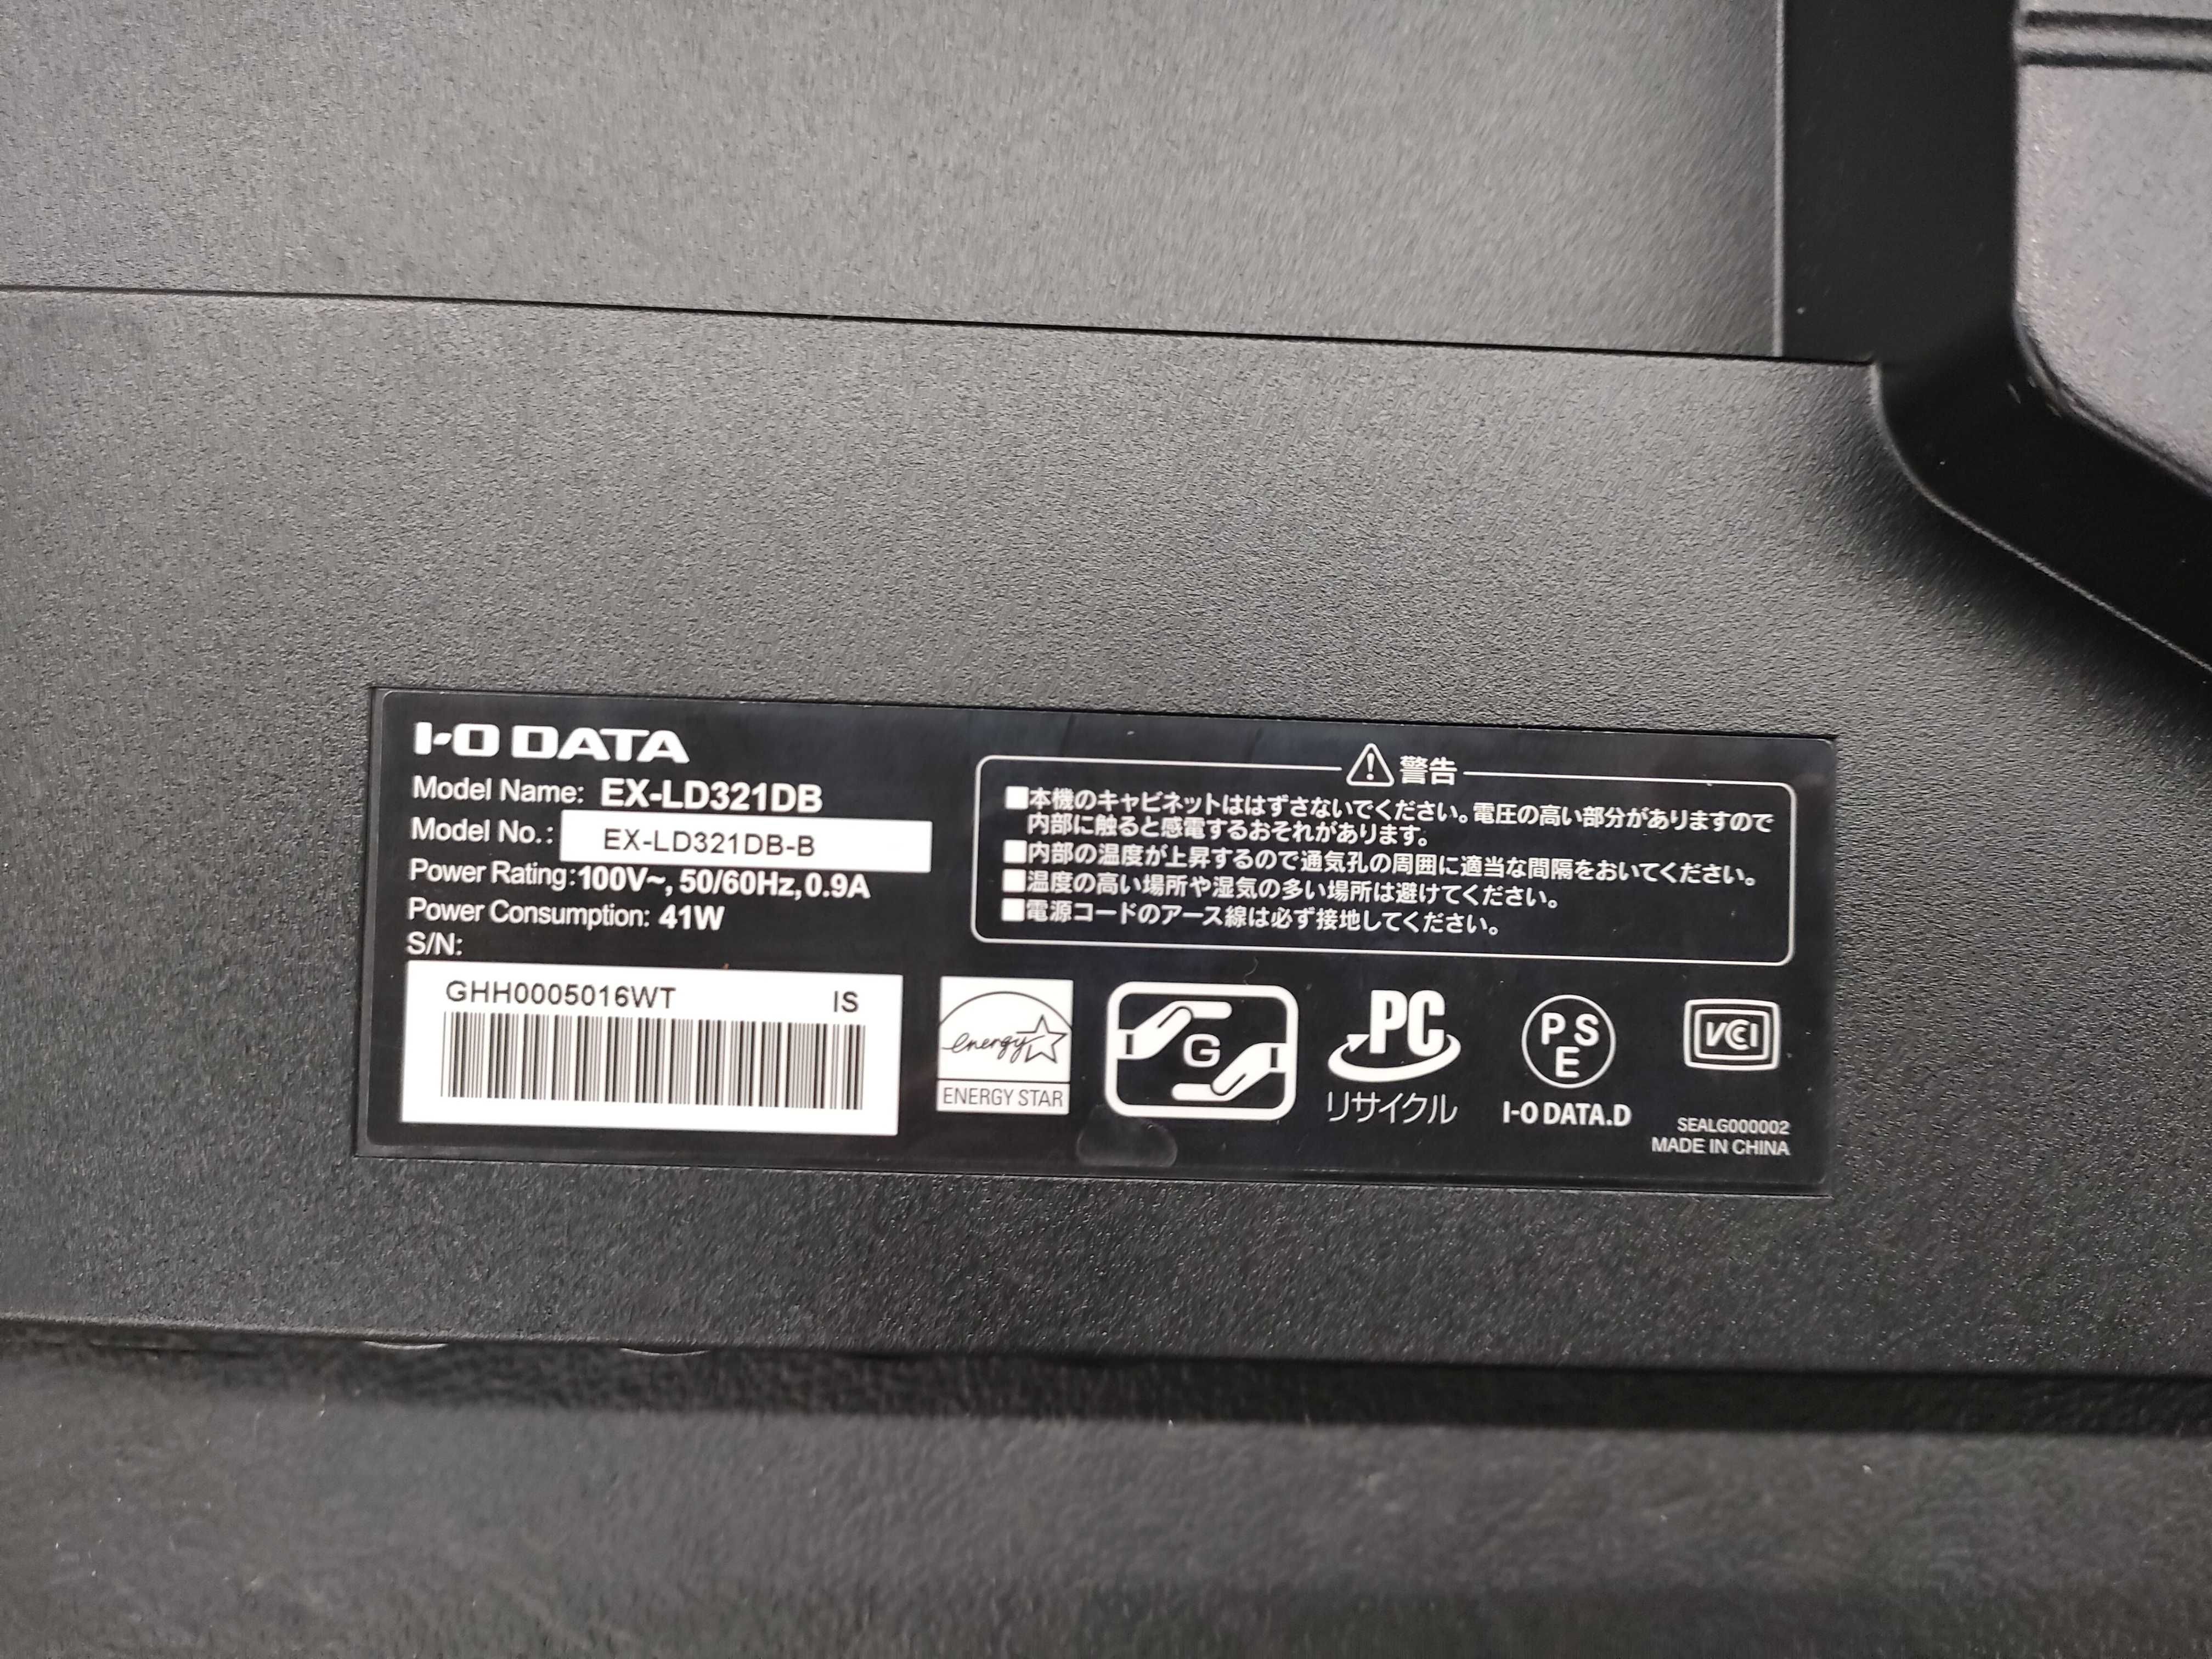 I-O DATA
Model Name: EX-LD321DB
Model No.: EX-LD321DB-B
Power Rating:100V~, 50/60Hz, 0.9A
Power Consumption: 41W
S/N:
GHH0005016WT IS
警告
■本機のキャビネットははずさないでください。電圧の高い部分がありますので
内部に触ると感電するおそれがあります。
■内部の温度が上昇するので通気孔の周囲に適当な間隔をおいてください。
■温度の高い場所や湿気の多い場所は避けてください。
■電源コードのアース線は必ず接地してください。
energy
ENERGY STAR
G
PC
リサイクル
PS
E
I-O DATA.D
VCI
SEALG000002
MADE IN CHINA